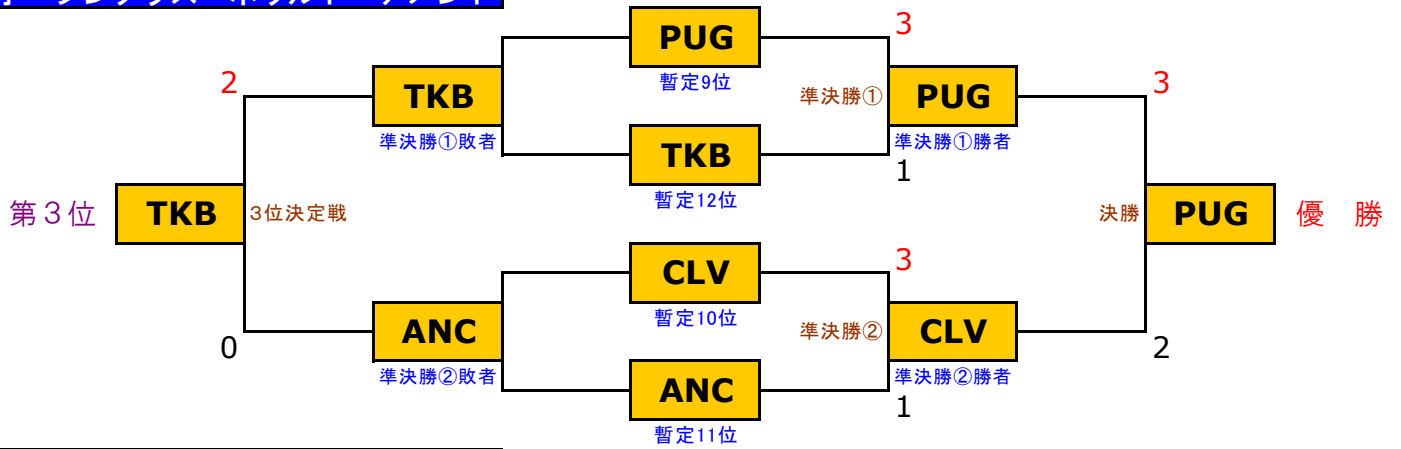 PUG
3
2
TKB
暫定9位
準決勝①
PUG
3
準決勝①敗者
TKB
準決勝①勝者
1
暫定12位
第３位
TKB
３位決定戦
決勝
PUG
優　勝
CLV
3
ANC
暫定10位
準決勝②
CLV
0
2
準決勝②敗者
ANC
準決勝②勝者
1
暫定11位